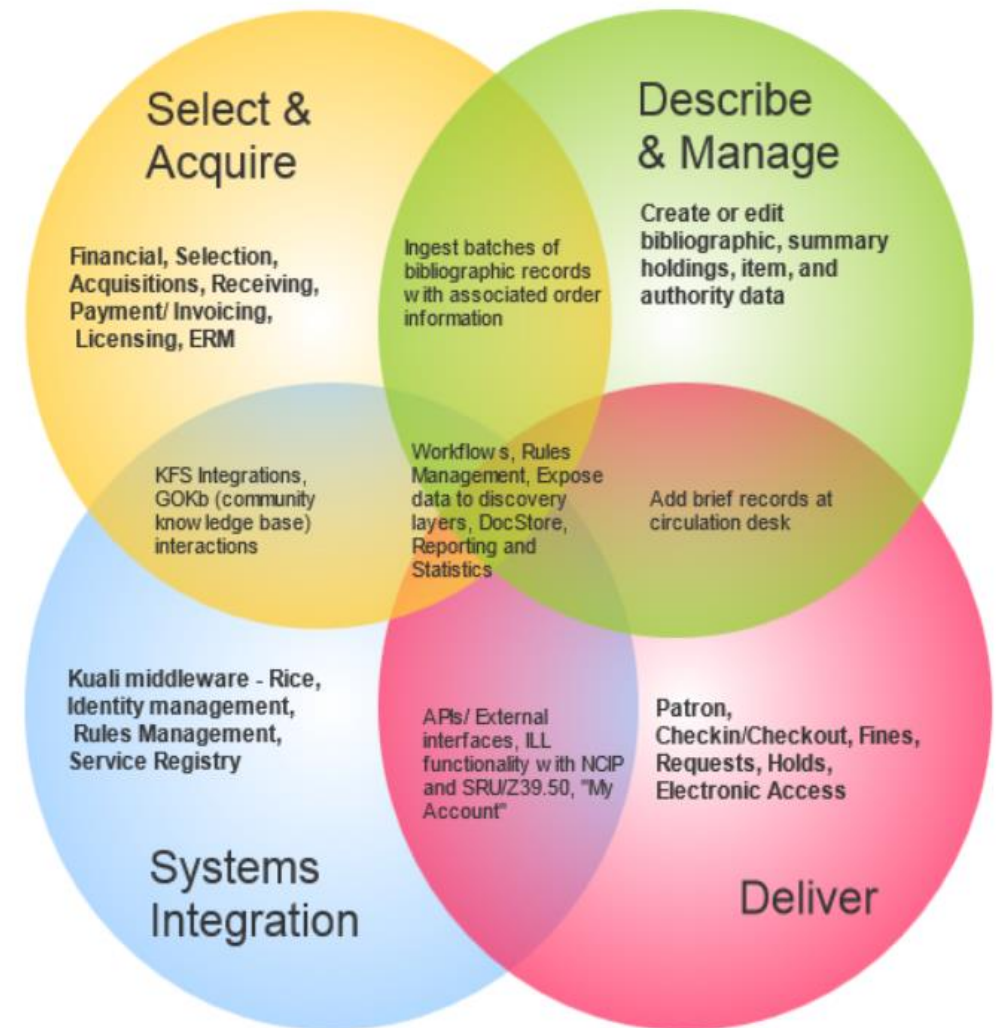 Select &
Acquire
Financial, Selection,
Acquisitions, Receiving,
Payment/ Invoicing,
Licensing, ERM
Ingest batches of
bibliographic records
with associated order
information
Describe
& Manage
Create or edit
bibliographic, summary
holdings, item, and
authority data
KFS Integrations,
GOKb (community
knowledge base)
interactions
Workflows, Rules
Management, Expose
data to discovery
layers, DocStore,
Reporting and
Statistics
Add brief records at
circulation desk
Kuali middleware - Rice,
Identity management,
Rules Management,
Service Registry
APIs/ External
interfaces, ILL
functionality with NCIP
and SRU/Z39.50, "My
Account"
Patron,
Checkin/Checkout, Fines,
Requests, Holds,
Electronic Access
Systems
Integration
Deliver